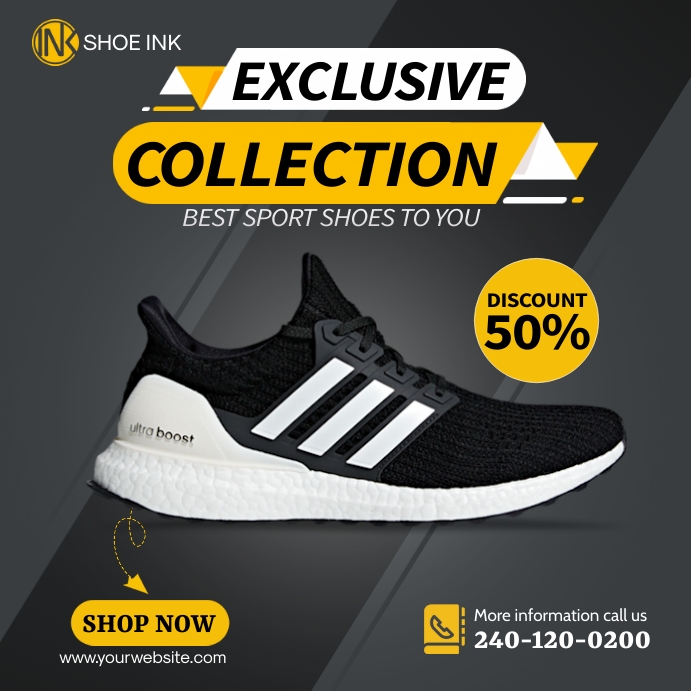 INK SHOE INK
EXCLUSIVE
COLLECTION
BEST SPORT SHOES TO YOU
DISCOUNT
50%
ultra boost
SHOP NOW
www.yourwebsite.com
More information call us
240-120-0200